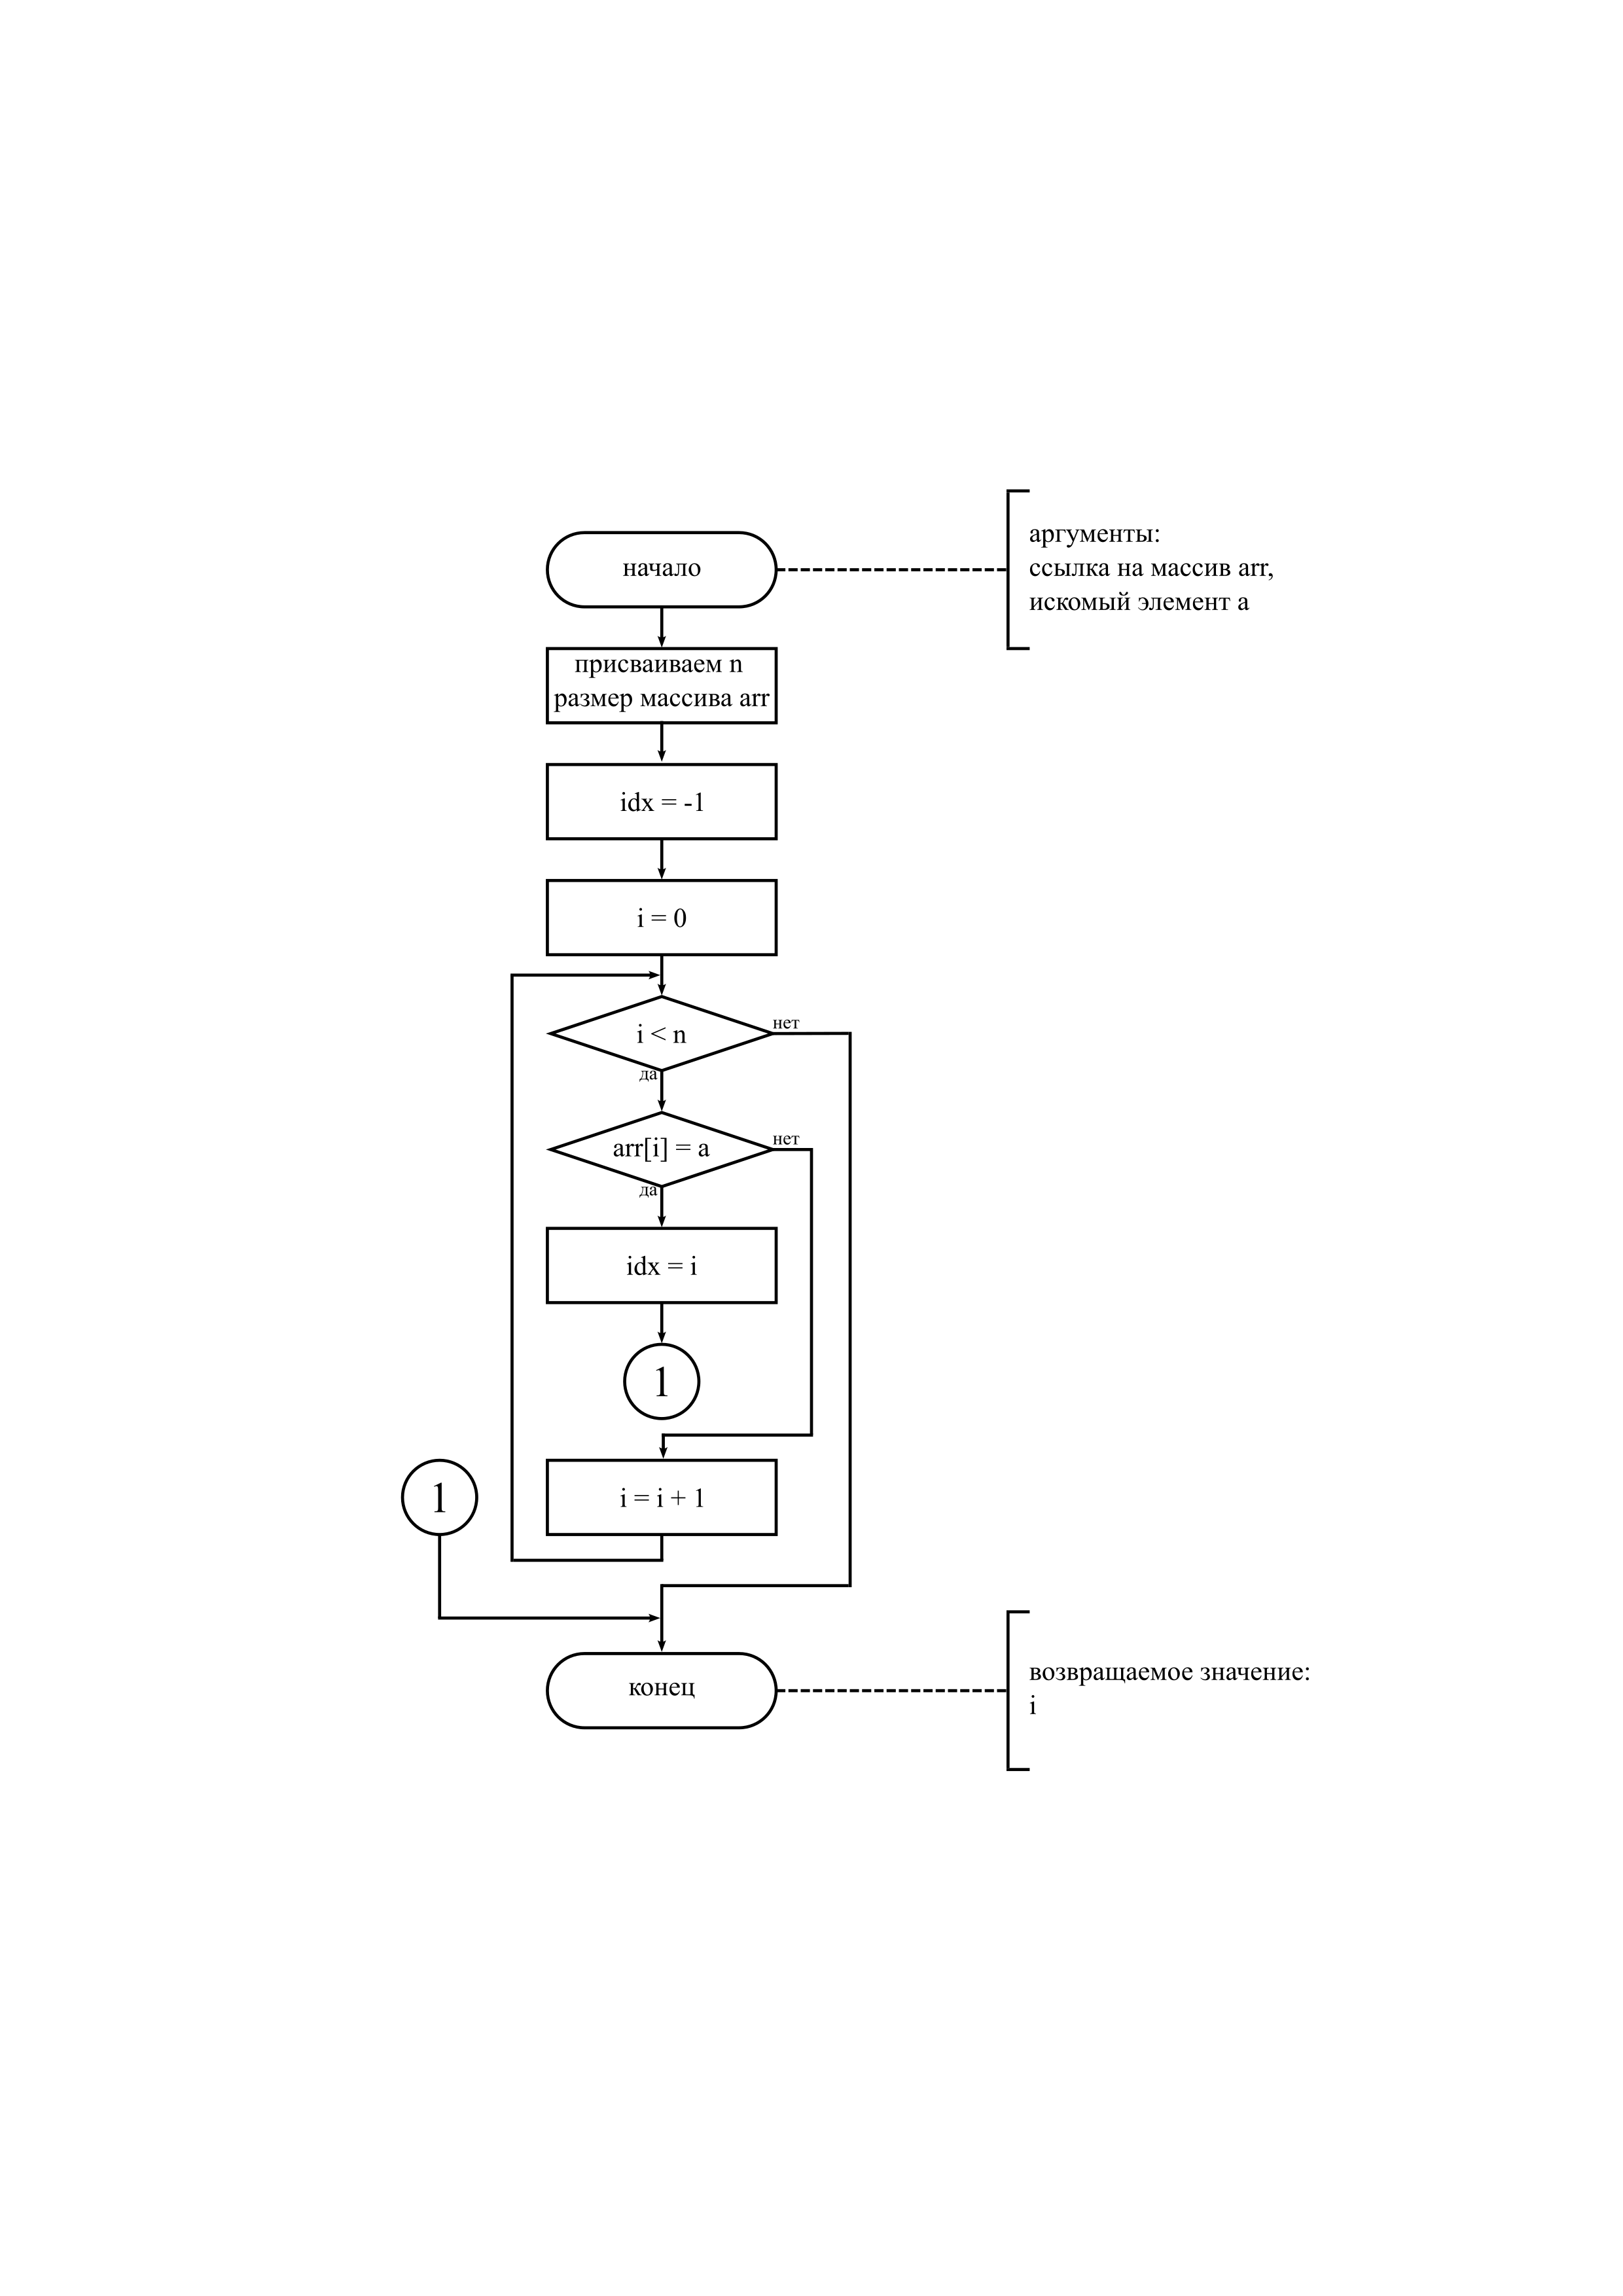 начало
аргументы:
ссылка на массив arr,
искомый элемент a
присваиваем n
размер массива arr
idx = -1
i = 0
i < n
нет
да
arr[i] = a
нет
да
idx = i
1
1
i = i + 1
конец
возвращаемое значение:
i